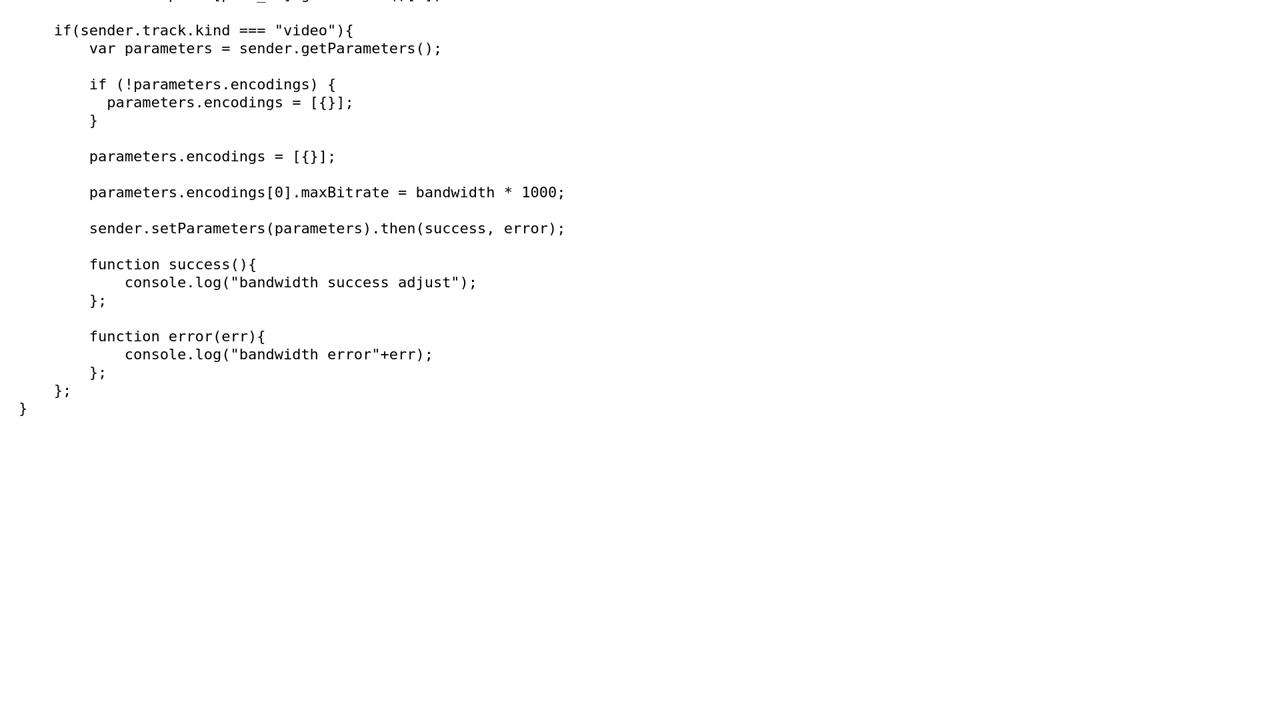 if(sender.track.kind === "video"){
var parameters = sender.getParameters();
if (!parameters.encodings) {
parameters.encodings = [{}];
}
parameters.encodings = [{}];
parameters.encodings[0].maxBitrate = bandwidth * 1000;
sender.setParameters(parameters).then(success, error);
function success(){
console.log("bandwidth success adjust");
};
function error(err){
console.log("bandwidth error"+err);
};
};
}